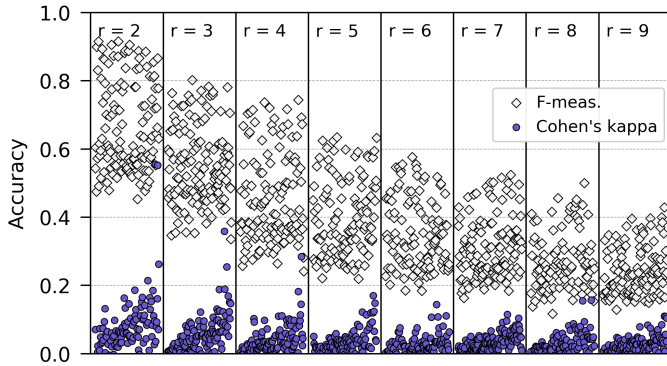 1.0
0.8
0.6
0.4
0.2
0.0
Accuracy
r = 2
r = 3
r = 4
r = 5
r = 6
r = 7
r = 8
r = 9
F-meas.
Cohen's kappa